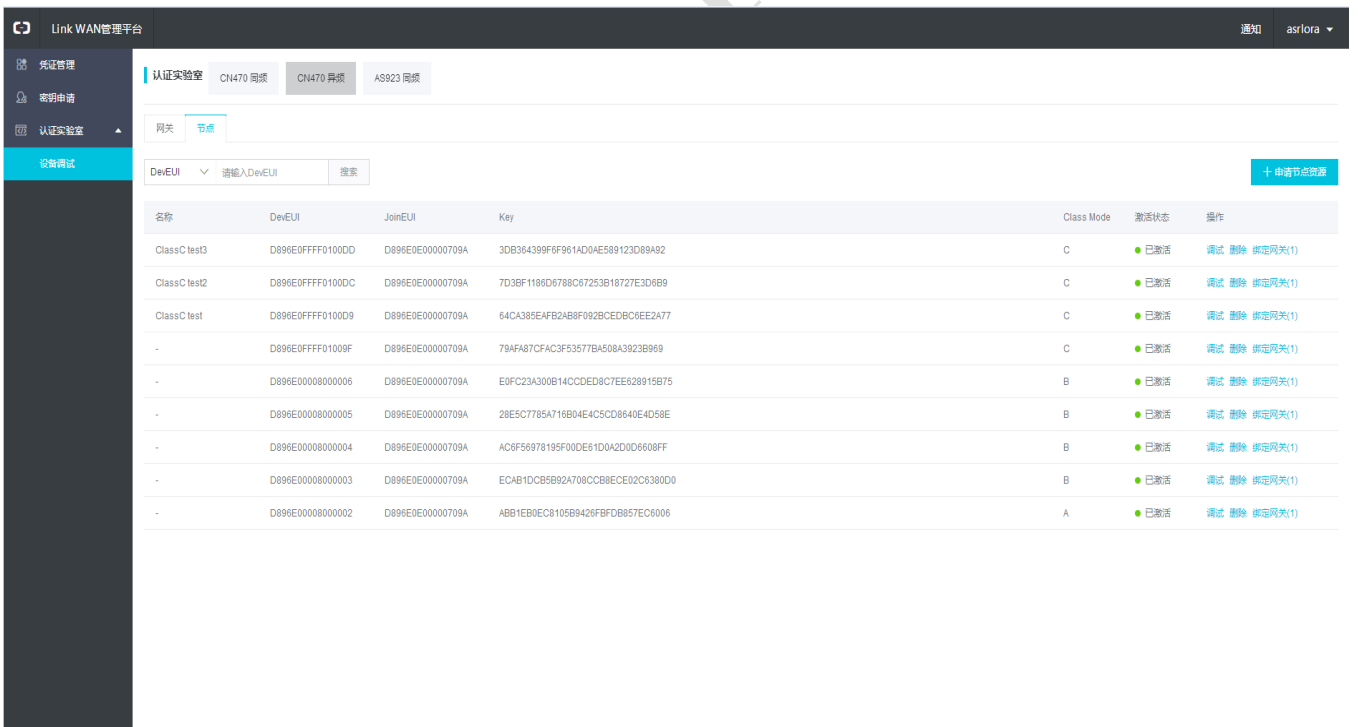 Link WAN管理平台 通知 asrlora
凭证管理
密钥申请
认证实验室
设备调试
认证实验室 CN470 同频 CN470 异频 AS923 同频
网关 节点
DevEUI 请输入DevEUI 搜索 申请节点资源
名称 DevEUI JoinEUI Key Class Mode 激活状态 操作
ClassC test3 D896E0FFFF0100DD D896E0E00000709A 3DB364399F6F961AD0AE589123D89A92 C 已激活 调试 删除 绑定网关(1)
ClassC test2 D896E0FFFF0100DC D896E0E00000709A 7D3BF1186D6788C67253B18727E3D6B9 C 已激活 调试 删除 绑定网关(1)
ClassC test D896E0FFFF0100D9 D896E0E00000709A 64CA385EAFB2AB8F092BCEDBC6EE2A77 C 已激活 调试 删除 绑定网关(1)
- D896E0FFFF01009F D896E0E00000709A 79AFA87CFAC3F53577BA508A3923B969 C 已激活 调试 删除 绑定网关(1)
- D896E00008000006 D896E0E00000709A E0FC23A300B14CCDED8C7EE628915B75 B 已激活 调试 删除 绑定网关(1)
- D896E00008000005 D896E0E00000709A 28E5C7785A716B04E4C5CD8640E4D58E B 已激活 调试 删除 绑定网关(1)
- D896E00008000004 D896E0E00000709A AC6F56978195F00DE61D0A2D0D6608FF B 已激活 调试 删除 绑定网关(1)
- D896E00008000003 D896E0E00000709A ECAB1DCB5B92A708CCB8ECE02C6380D0 B 已激活 调试 删除 绑定网关(1)
- D896E00008000002 D896E0E00000709A ABB1EB0EC8105B9426FBFDB857EC6006 A 已激活 调试 删除 绑定网关(1)